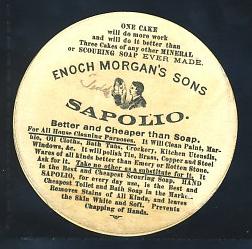 ONE CAKE
will do more work
and will do it better than
Three Cakes of any other MINERAL
or SCOURING SOAP EVER MADE.
ENOCH MORGAN'S SONS
SAPOLIO.
Better and Cheaper than Soap.
For All House Cleaning Purposes. It will Clean Paint, Mar-
ble, Oil Cloths, Bath Tubs, Crockery, Kitchen Utensils,
Windows, &c. It will polish Tin, Brass, Copper and Steel
Wares of all kinds better than Emery or Rotten Stone.
Ask for it. Take no other as a substitute for it. It
is the Best and Cheapest Scouring Soap. HAND
SAPOLIO, for every day use, is the Best and
Cheapest Toilet and Bath Soap in the Market.
Removes Stains of All Kinds, and leaves
the Skin White and Soft. Prevents
Chapping of Hands.